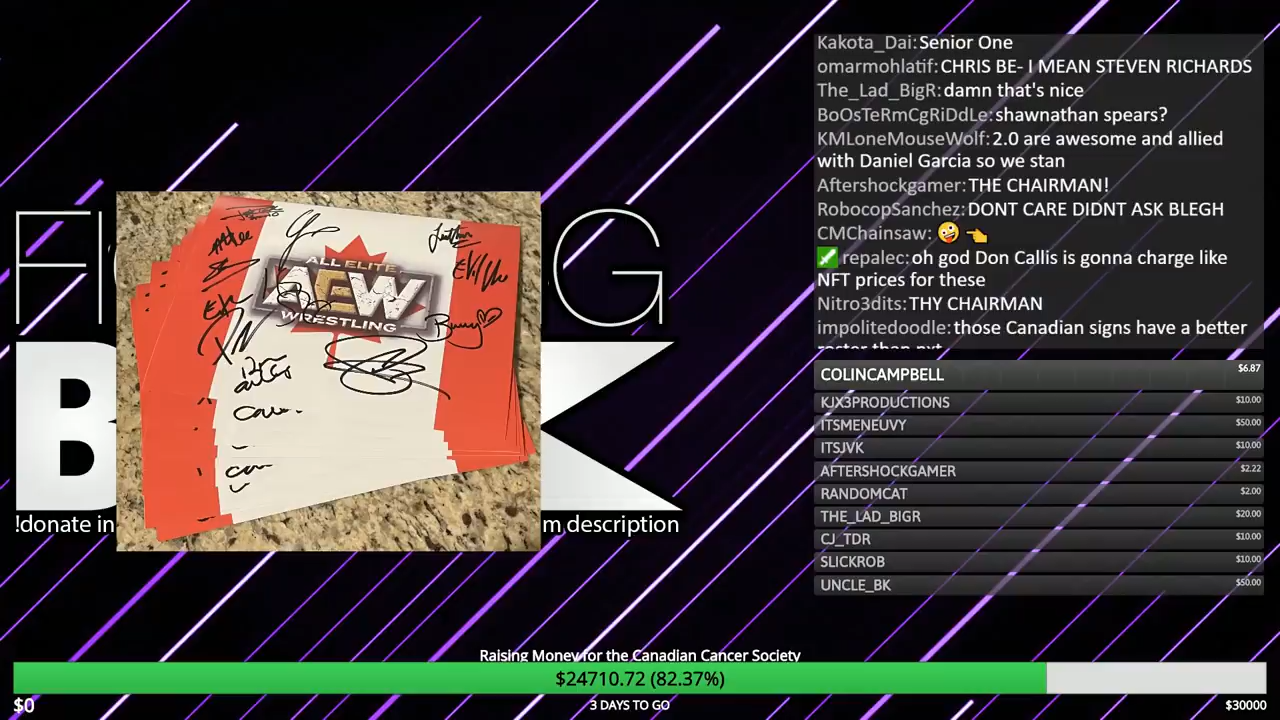 Kakota_Dai: Senior One
omarmohlatif: CHRIS BE- I MEAN STEVEN RICHARDS
The_Lad_BigR: damn that's nice
BoOsTeRmCgRiDdLe: shawnathan spears?
KMLoneMouseWolf: 2.0 are awesome and allied
with Daniel Garcia so we stan
Aftershockgamer: THE CHAIRMAN!
RobocopSanchez: DONT CARE DIDNT ASK BLEGH
CMChainsaw: 🤪 👈
repalec: oh god Don Callis is gonna charge like
NFT prices for these
Nitro3dits: THY CHAIRMAN
impolitedoodle: those Canadian signs have a better
roster than nxt
ALL ELITE
AEW
WRESTLING
Bunny
FI
G
B K
!donate in
m description
COLINCAMPBELL $6.87
KJX3PRODUCTIONS $10.00
ITSMENEUVY $50.00
ITSJVK $10.00
AFTERSHOCKGAMER $2.22
RANDOMCAT $2.00
THE_LAD_BIGR $20.00
CJ_TDR $10.00
SLICKROB $10.00
UNCLE_BK $50.00
Raising Money for the Canadian Cancer Society
$24710.72 (82.37%)
$0
3 DAYS TO GO
$30000